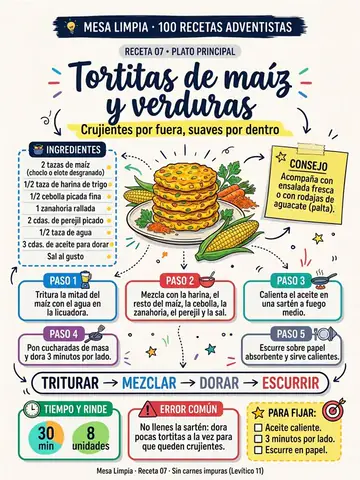 MESA LIMPIA · 100 RECETAS ADVENTISTAS
RECETA 07 • PLATO PRINCIPAL
Tortitas de maíz
y verduras
Crujientes por fuera, suaves por dentro
INGREDIENTES
2 tazas de maíz
(choclo o elote desgranado)
1/2 taza de harina de trigo
1/2 cebolla picada fina
1 zanahoria rallada
2 cdas. de perejil picado
1/2 taza de agua
3 cdas. de aceite para dorar
Sal al gusto
CONSEJO
Acompaña con
ensalada fresca
o con rodajas de
aguacate (palta).
PASO 1
Tritura la mitad del
maíz con el agua en
la licuadora.
PASO 2
Mezcla con la harina, el
resto del maíz, la cebolla, la
zanahoria, el perejil y la sal.
PASO 3
Calienta el aceite
en una sartén a fuego
medio.
PASO 4
Pon cucharadas de masa
y dora 3 minutos por lado.
PASO 5
Escurre sobre papel
absorbente y sirve calientes.
TRITURAR → MEZCLAR → DORAR → ESCURRIR
TIEMPO Y RINDE
30
min
8
unidades
ERROR COMÚN
No llenes la sartén: dora
pocas tortitas a la vez para
que queden crujientes.
PARA FIJAR:
Aceite caliente.
3 minutos por lado.
Escurre en papel.
Mesa Limpia · Receta 07 · Sin carnes impuras (Levítico 11)